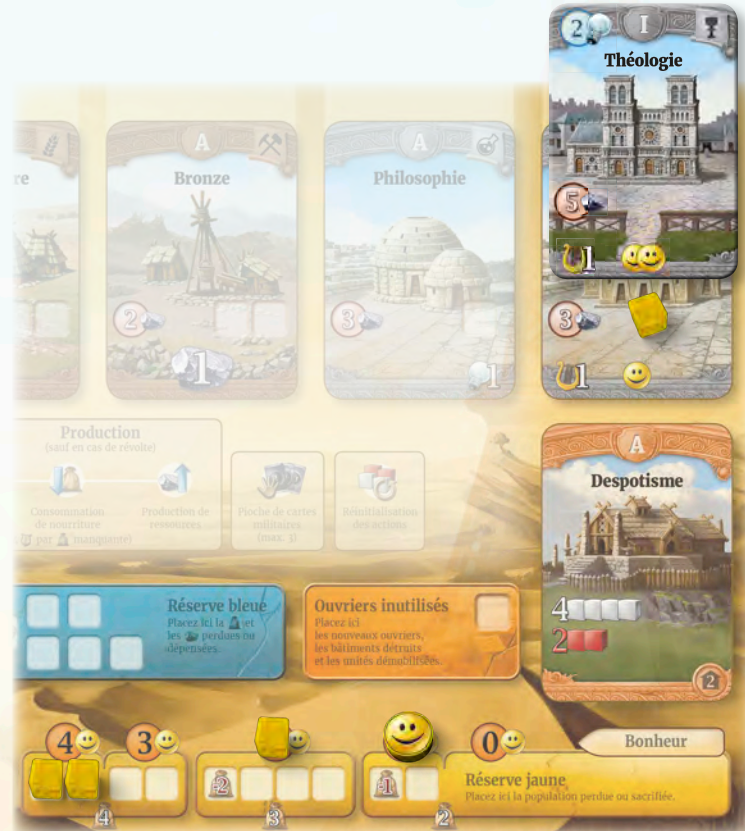 2 I
Théologie
5
1
A
re
A
Bronze
2
1
A
Philosophie
3
1
3
1
Production
(sauf en cas de révolte)
Consommation
de nourriture
par manquante)
Production de
ressources
Pioche de cartes
militaires
(max. 3)
Réinitialisation
des actions
A
Despotisme
4
2
2
Réserve bleue
Placez ici la et
les perdues ou
dépensées.
Ouvriers inutilisés
Placez ici
les nouveaux ouvriers,
les bâtiments détruits
et les unités démobilisées.
4 3 0
Bonheur
-2 -1
Réserve jaune
Placez ici la population perdue ou sacrifiée.
4 3 2